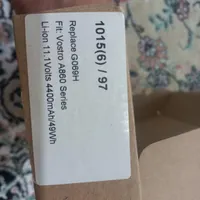 1015(6) / 97
Replace G069H
Fit: Vostro A860 Series
Li-ion 11.1Volts 4400mAh/49Wh